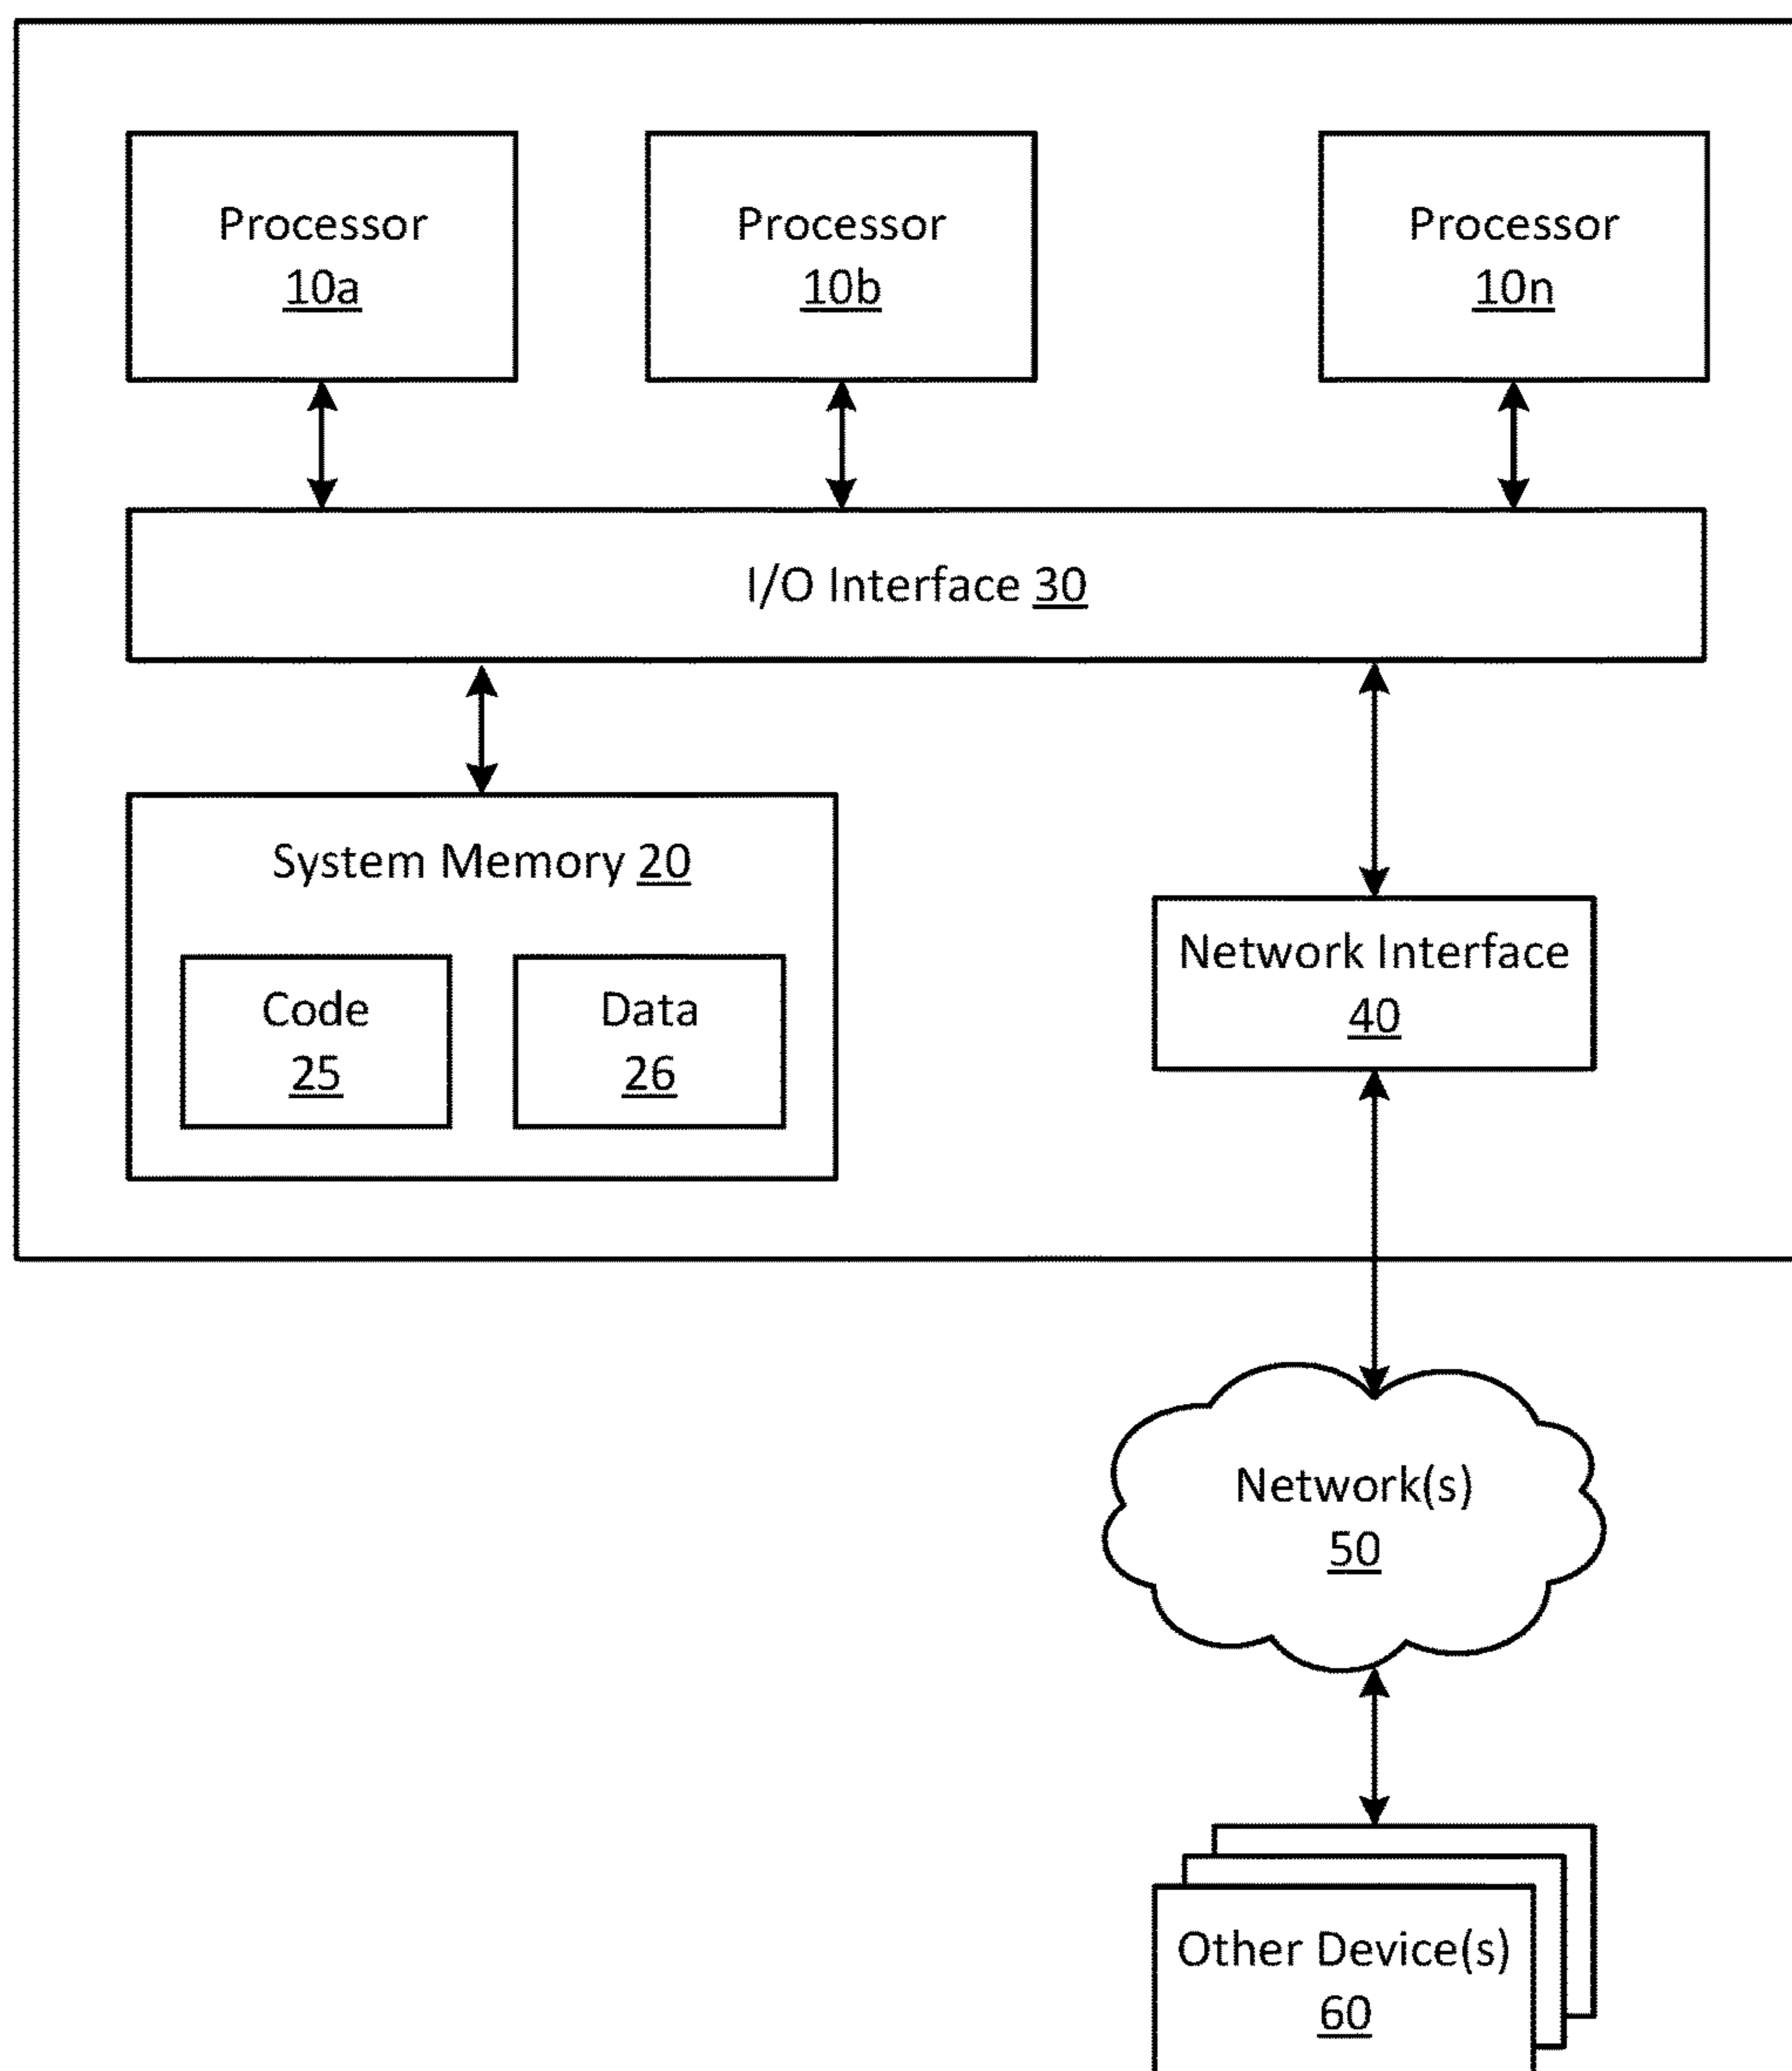 Processor
10a
Processor
10b
Processor
10n
I/O Interface 30
System Memory 20
Code
25
Data
26
Network Interface
40
Network(s)
50
Other Device(s)
60